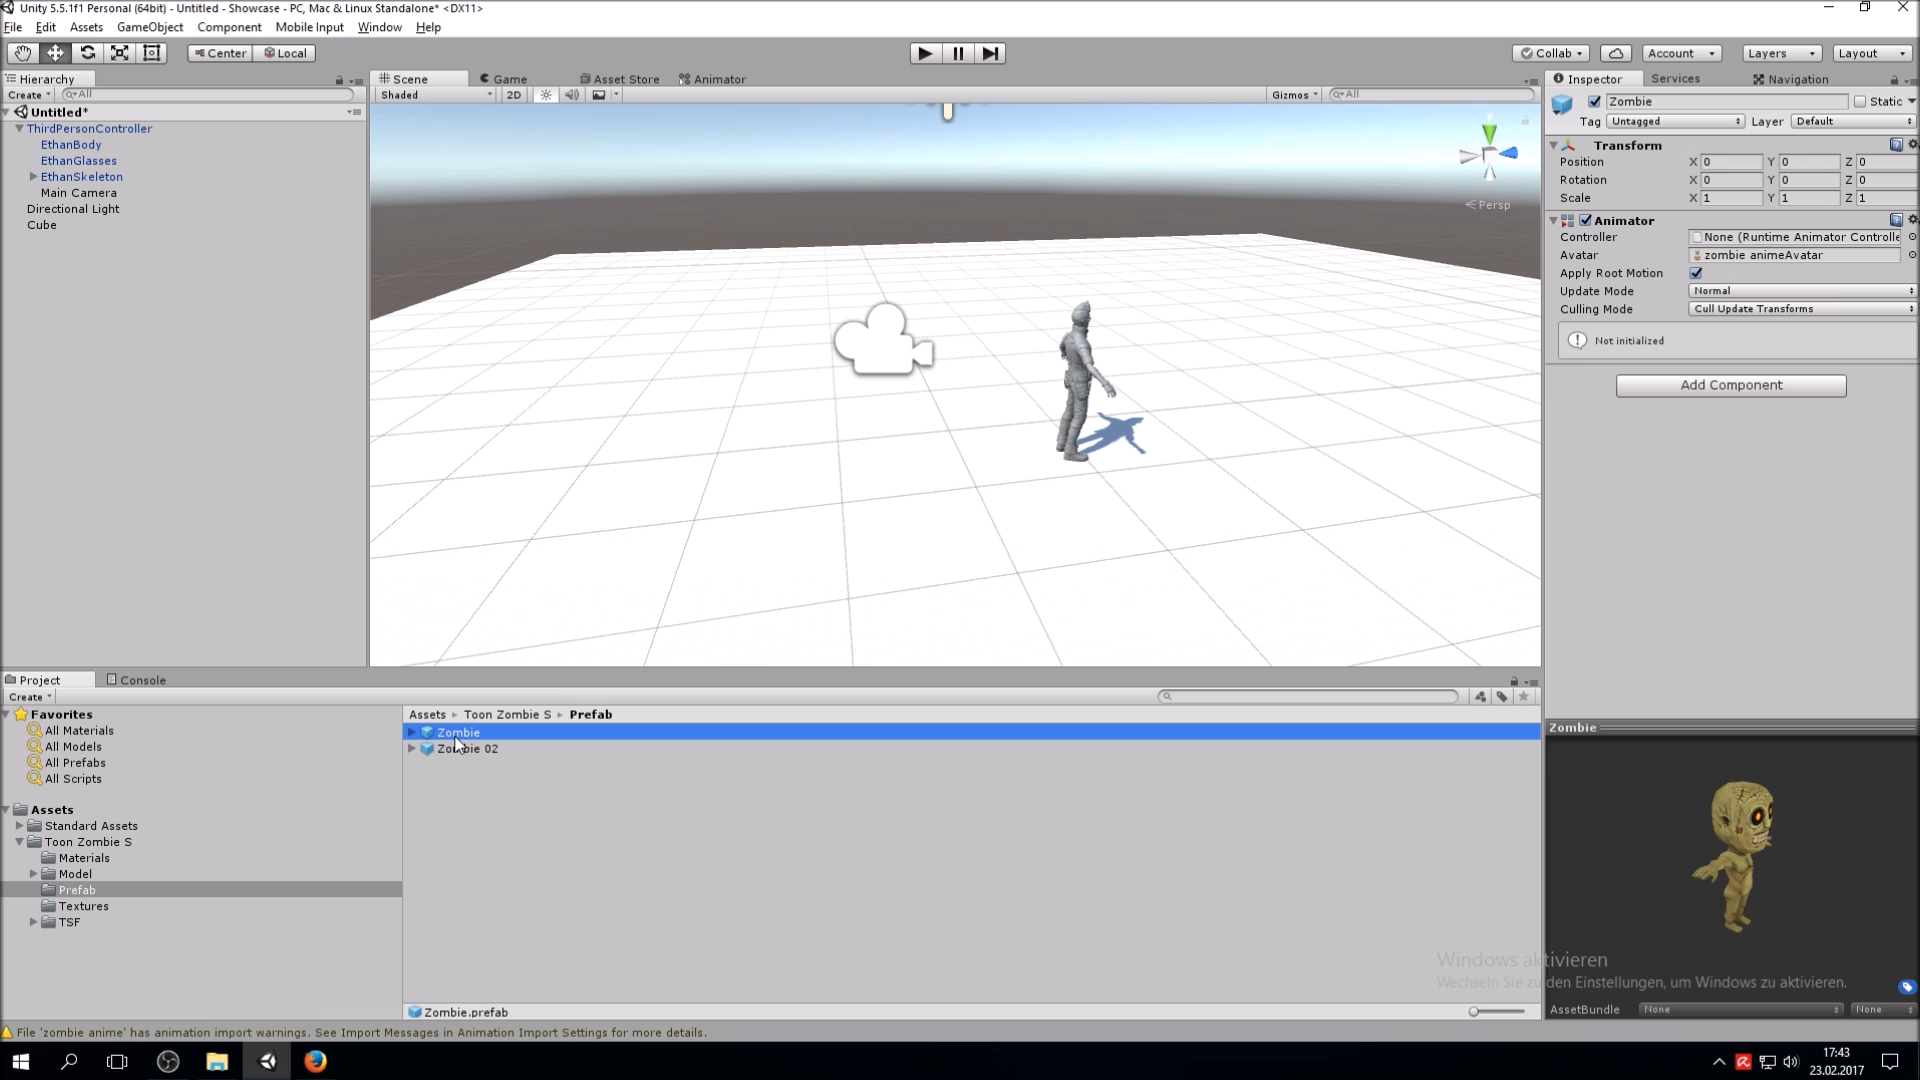 Unity 5.5.1f1 Personal (64bit) - Untitled - Showcase - PC, Mac & Linux Standalone* <DX11>
File Edit Assets GameObject Component Mobile Input Window Help
Center Local Collab Account Layers Layout
Hierarchy
Create All
Untitled*
ThirdPersonController
EthanBody
EthanGlasses
EthanSkeleton
Main Camera
Directional Light
Cube
Scene Game Asset Store Animator
Shaded 2D Gizmos All
Persp
Inspector Services Navigation
Zombie Static
Tag Untagged Layer Default
Transform
Position X 0 Y 0 Z 0
Rotation X 0 Y 0 Z 0
Scale X 1 Y 1 Z 1
Animator
Controller None (Runtime Animator Controlle
Avatar zombie animeAvatar
Apply Root Motion
Update Mode Normal
Culling Mode Cull Update Transforms
Not initialized
Add Component
Project Console
Create
Favorites
All Materials
All Models
All Prefabs
All Scripts
Assets
Standard Assets
Toon Zombie S
Materials
Model
Prefab
Textures
TSF
Assets Toon Zombie S Prefab
Zombie
Zombie 02
Zombie.prefab
Zombie
Windows aktivieren
Wechseln Sie zu den Einstellungen, um Windows zu aktivieren.
AssetBundle None None
File 'zombie anime' has animation import warnings. See Import Messages in Animation Import Settings for more details.
17:43
23.02.2017